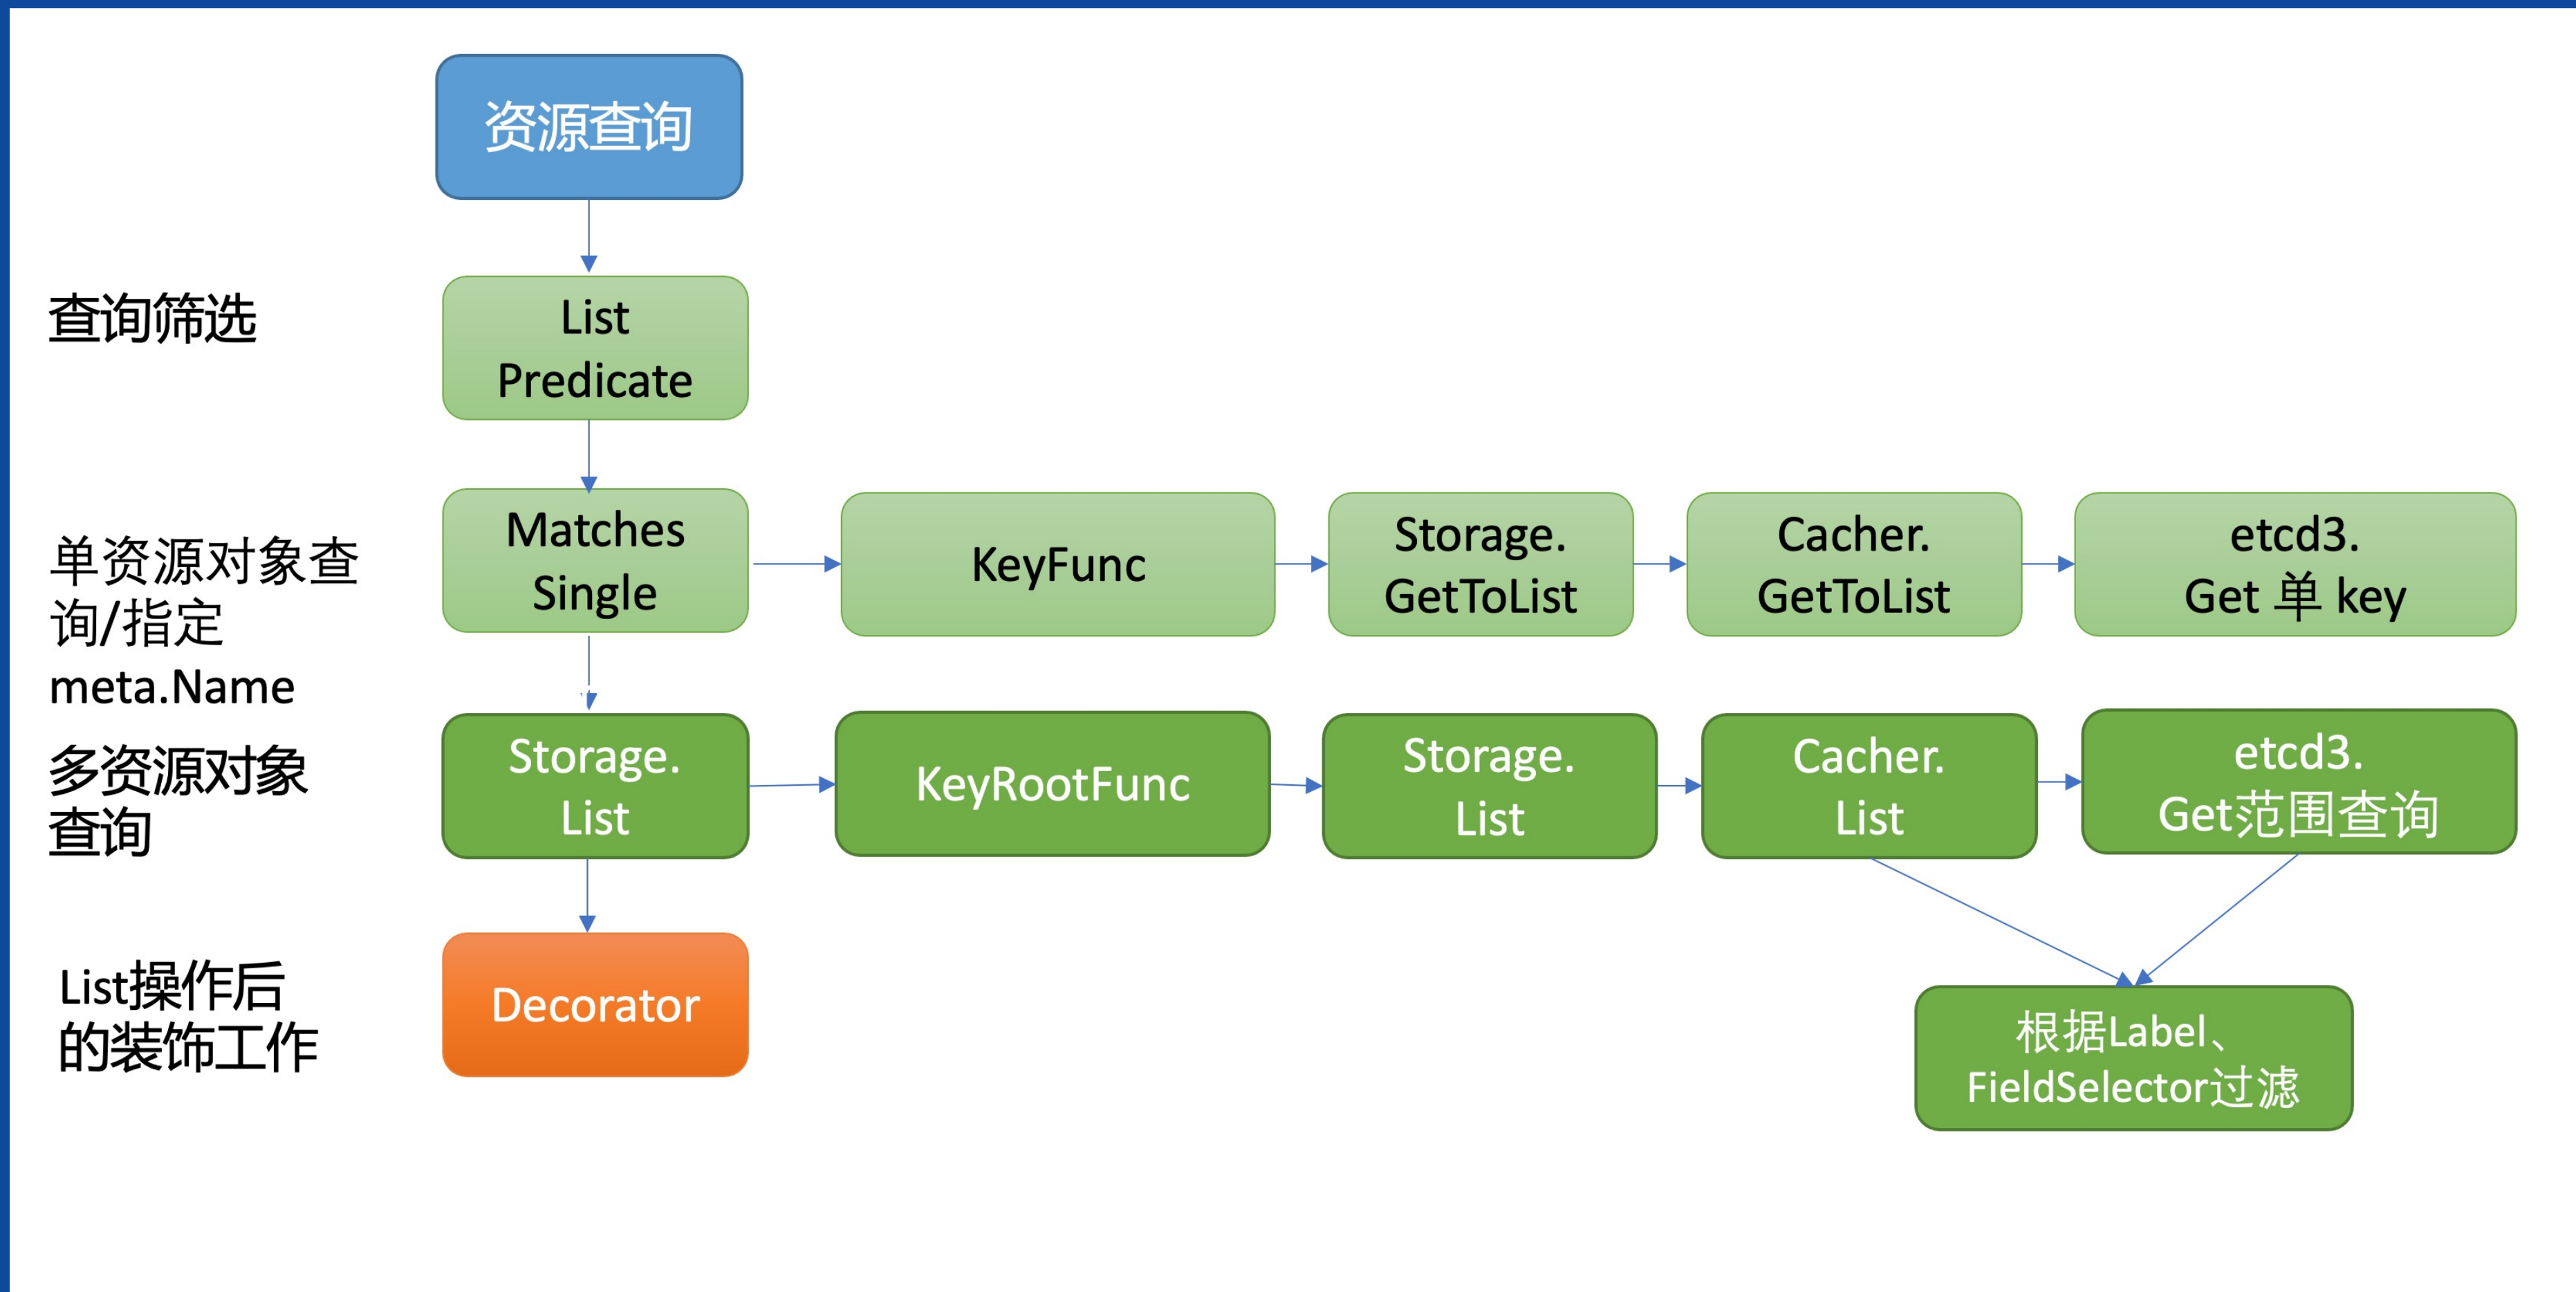 资源查询
查询筛选
List
Predicate
单资源对象查
询/指定
meta.Name
Matches
Single
KeyFunc
Storage.
GetToList
Cacher.
GetToList
etcd3.
Get 单 key
多资源对象
查询
Storage.
List
KeyRootFunc
Storage.
List
Cacher.
List
etcd3.
Get范围查询
List操作后
的装饰工作
Decorator
根据Label、
FieldSelector过滤